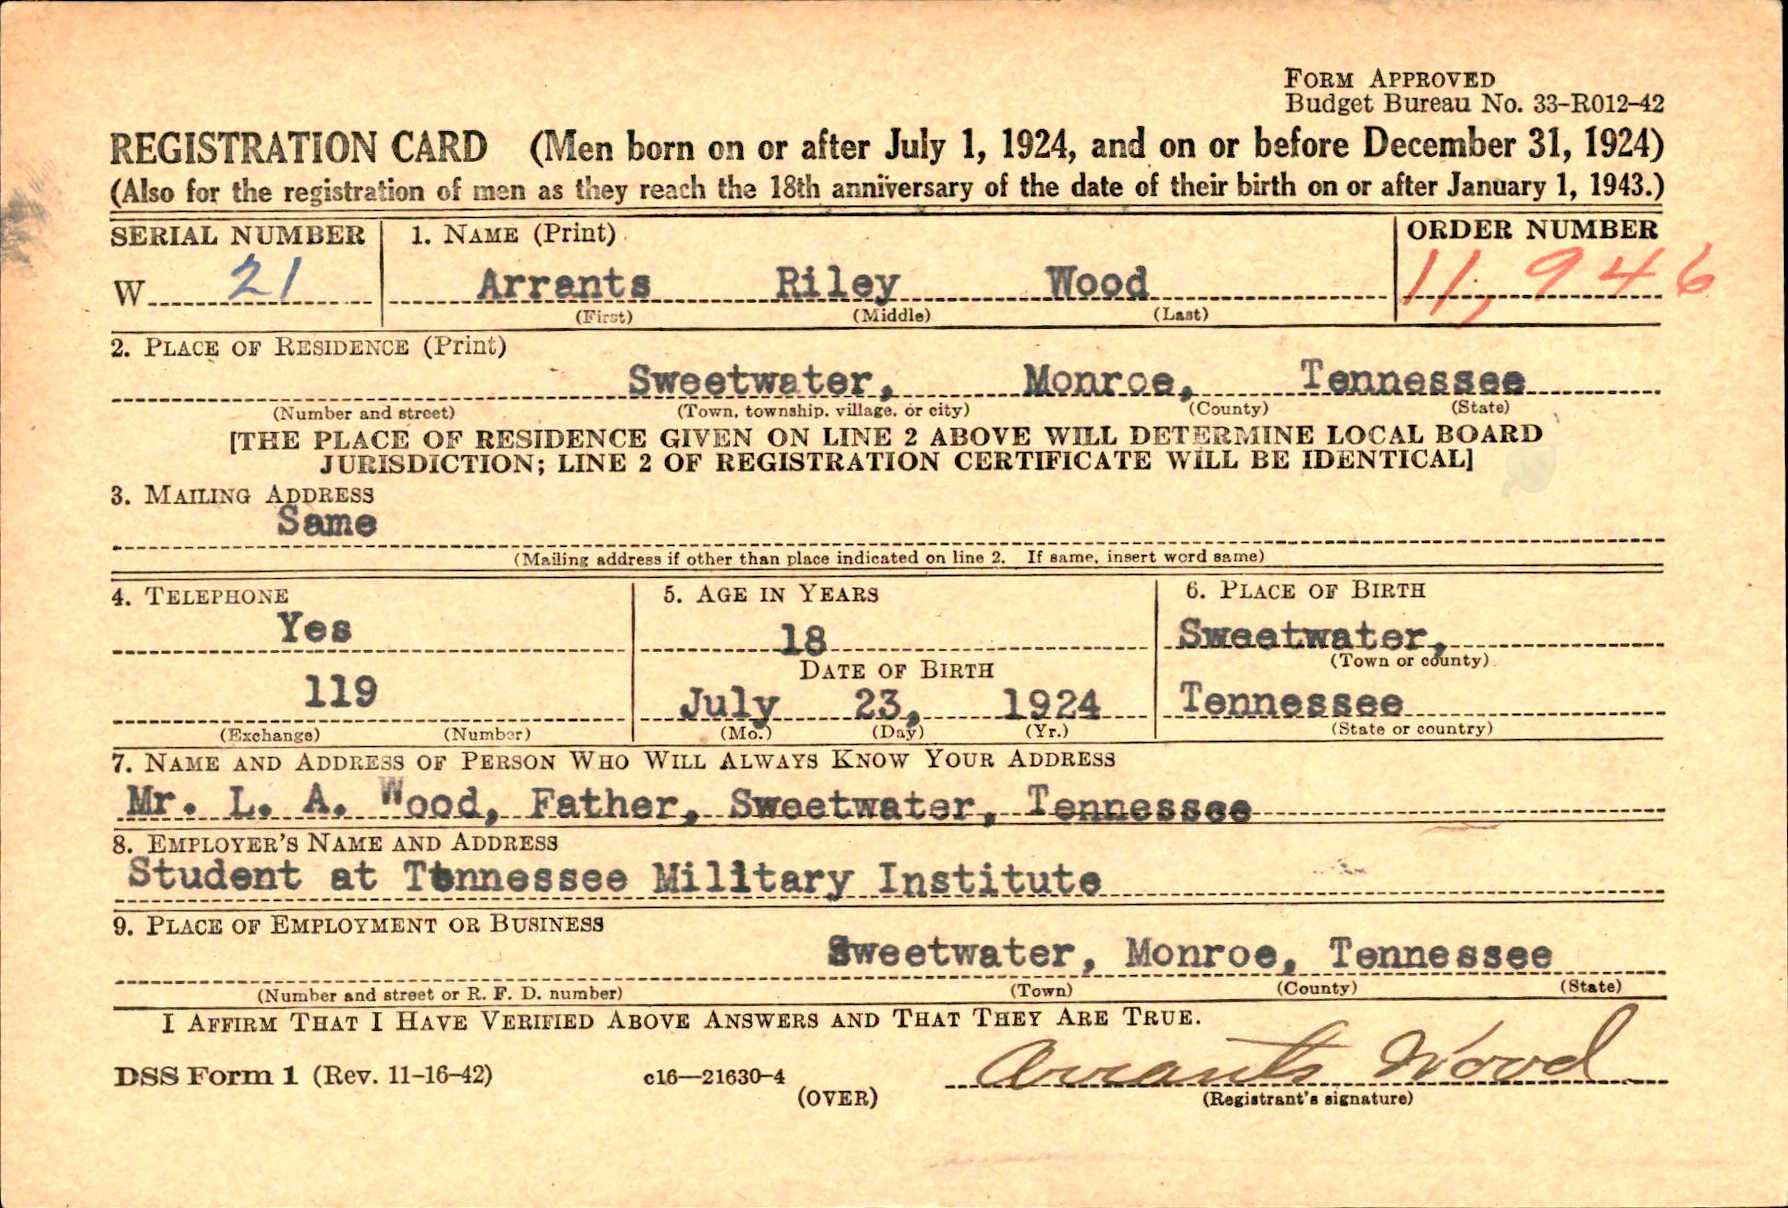 FORM APPROVED
Budget Bureau No. 33-R012-42
REGISTRATION CARD (Men born on or after July 1, 1924, and on or before December 31, 1924)
(Also for the registration of men as they reach the 18th anniversary of the date of their birth on or after January 1, 1943.)
SERIAL NUMBER 1. NAME (Print) ORDER NUMBER
W 21 Arrants Riley Wood 11,946
(First) (Middle) (Last)
2. PLACE OF RESIDENCE (Print)
Sweetwater, Monroe, Tennessee
(Number and street) (Town, township, village, or city) (County) (State)
[THE PLACE OF RESIDENCE GIVEN ON LINE 2 ABOVE WILL DETERMINE LOCAL BOARD
JURISDICTION; LINE 2 OF REGISTRATION CERTIFICATE WILL BE IDENTICAL]
3. MAILING ADDRESS
Same
(Mailing address if other than place indicated on line 2. If same, insert word same)
4. TELEPHONE 5. AGE IN YEARS 6. PLACE OF BIRTH
Yes 18 Sweetwater,
DATE OF BIRTH (Town or county)
119 July 23, 1924 Tennessee
(Exchange) (Number) (Mo.) (Day) (Yr.) (State or country)
7. NAME AND ADDRESS OF PERSON WHO WILL ALWAYS KNOW YOUR ADDRESS
Mr. L. A. Wood, Father, Sweetwater, Tennessee
8. EMPLOYER'S NAME AND ADDRESS
Student at Tennessee Military Institute
9. PLACE OF EMPLOYMENT OR BUSINESS
Sweetwater, Monroe, Tennessee
(Number and street or R. F. D. number) (Town) (County) (State)
I AFFIRM THAT I HAVE VERIFIED ABOVE ANSWERS AND THAT THEY ARE TRUE.
DSS Form 1 (Rev. 11-16-42) c16—21630-4 Arrants Wood
(OVER) (Registrant's signature)